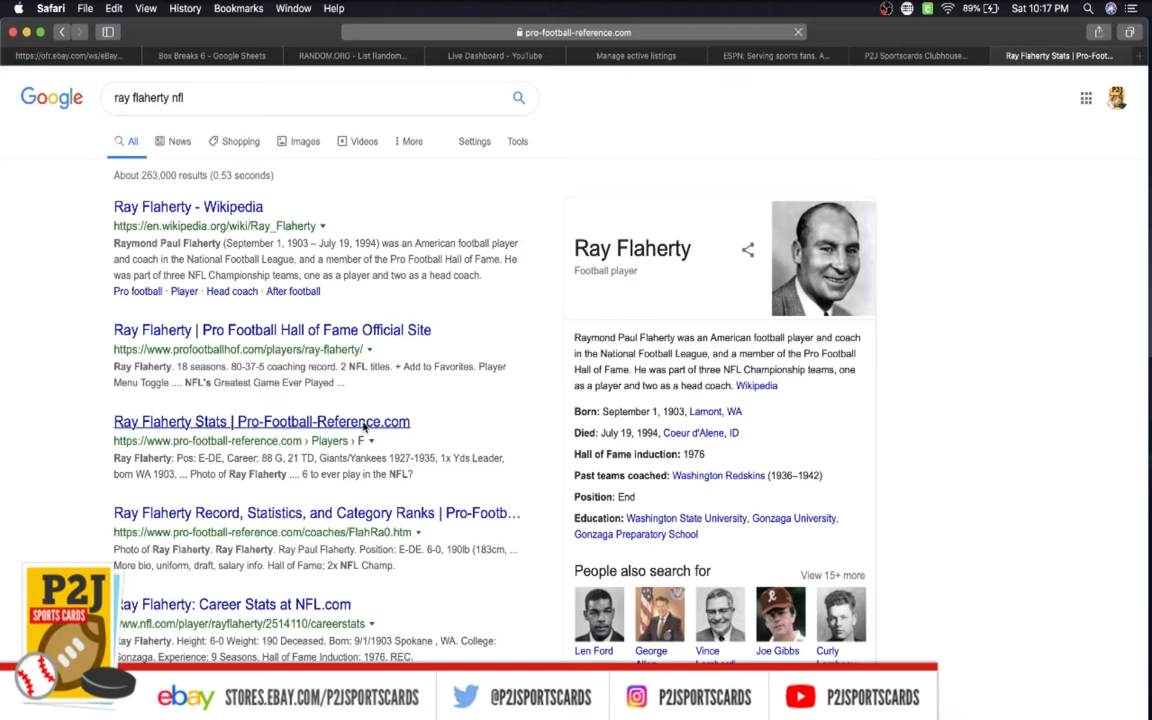 Safari File Edit View History Bookmarks Window Help 89% Sat 10:17 PM
pro-football-reference.com
https://ofr.ebay.com/ws/eBay... Box Breaks 6 - Google Sheets RANDOM.ORG - List Random... Live Dashboard - YouTube Manage active listings ESPN: Serving sports fans. A... P2J Sportscards Clubhouse... Ray Flaherty Stats | Pro-Foot...
Google ray flaherty nfl
All News Shopping Images Videos More Settings Tools
About 263,000 results (0.53 seconds)
Ray Flaherty - Wikipedia
https://en.wikipedia.org/wiki/Ray_Flaherty
Raymond Paul Flaherty (September 1, 1903 – July 19, 1994) was an American football player
and coach in the National Football League, and a member of the Pro Football Hall of Fame. He
was part of three NFL Championship teams, one as a player and two as a head coach.
Pro football · Player · Head coach · After football
Ray Flaherty | Pro Football Hall of Fame Official Site
https://www.profootballhof.com/players/ray-flaherty/
Ray Flaherty. 18 seasons. 80-37-5 coaching record. 2 NFL titles. + Add to Favorites. Player
Menu Toggle .... NFL's Greatest Game Ever Played ...
Ray Flaherty Stats | Pro-Football-Reference.com
https://www.pro-football-reference.com › Players › F
Ray Flaherty: Pos: E-DE, Career: 88 G, 21 TD, Giants/Yankees 1927-1935, 1x Yds Leader,
born WA 1903, ... Photo of Ray Flaherty .... 6 to ever play in the NFL?
Ray Flaherty Record, Statistics, and Category Ranks | Pro-Footb...
https://www.pro-football-reference.com/coaches/FlahRa0.htm
Photo of Ray Flaherty. Ray Flaherty. Ray Paul Flaherty. Position: E-DE. 6-0, 190lb (183cm, ...
More bio, uniform, draft, salary info. Hall of Fame; 2x NFL Champ.
ay Flaherty: Career Stats at NFL.com
www.nfl.com/player/rayflaherty/2514110/careerstats
ay Flaherty. Height: 6-0 Weight: 190 Deceased. Born: 9/1/1903 Spokane , WA. College:
Gonzaga. Experience: 9 Seasons. Hall of Fame Induction: 1976. REC.
Ray Flaherty
Football player
Raymond Paul Flaherty was an American football player and coach
in the National Football League, and a member of the Pro Football
Hall of Fame. He was part of three NFL Championship teams, one
as a player and two as a head coach. Wikipedia
Born: September 1, 1903, Lamont, WA
Died: July 19, 1994, Coeur d'Alene, ID
Hall of Fame induction: 1976
Past teams coached: Washington Redskins (1936–1942)
Position: End
Education: Washington State University, Gonzaga University,
Gonzaga Preparatory School
People also search for View 15+ more
Len Ford George Vince Joe Gibbs Curly
P2J
SPORTS CARDS
ebay STORES.EBAY.COM/P2JSPORTSCARDS @P2JSPORTSCARDS P2JSPORTSCARDS P2JSPORTSCARDS